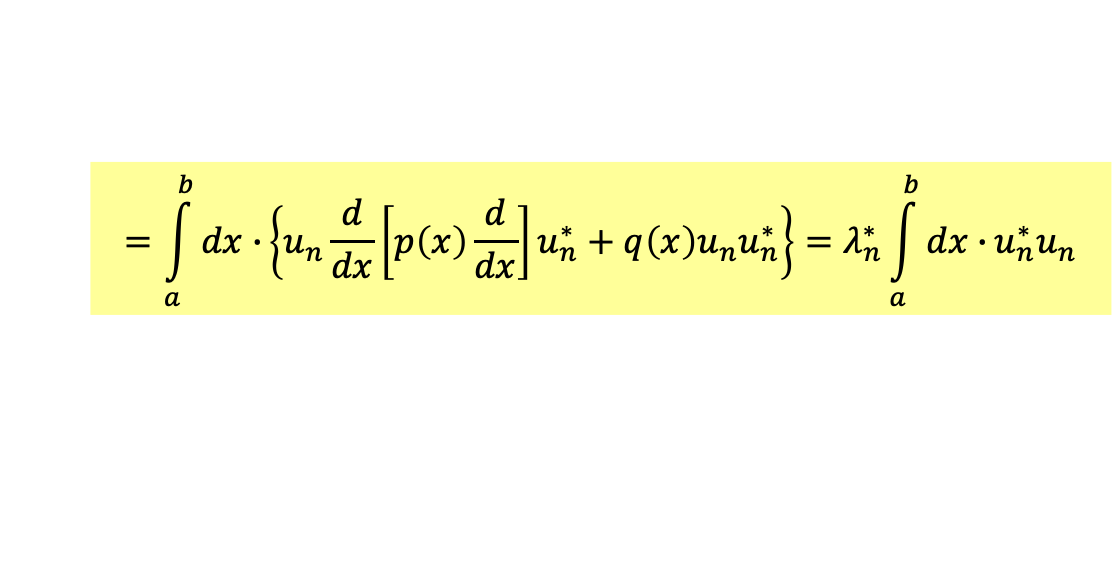 = ∫_a^b dx · {u_n d/dx [p(x) d/dx] u_n^* + q(x)u_n u_n^*} = λ_n^* ∫_a^b dx · u_n^* u_n